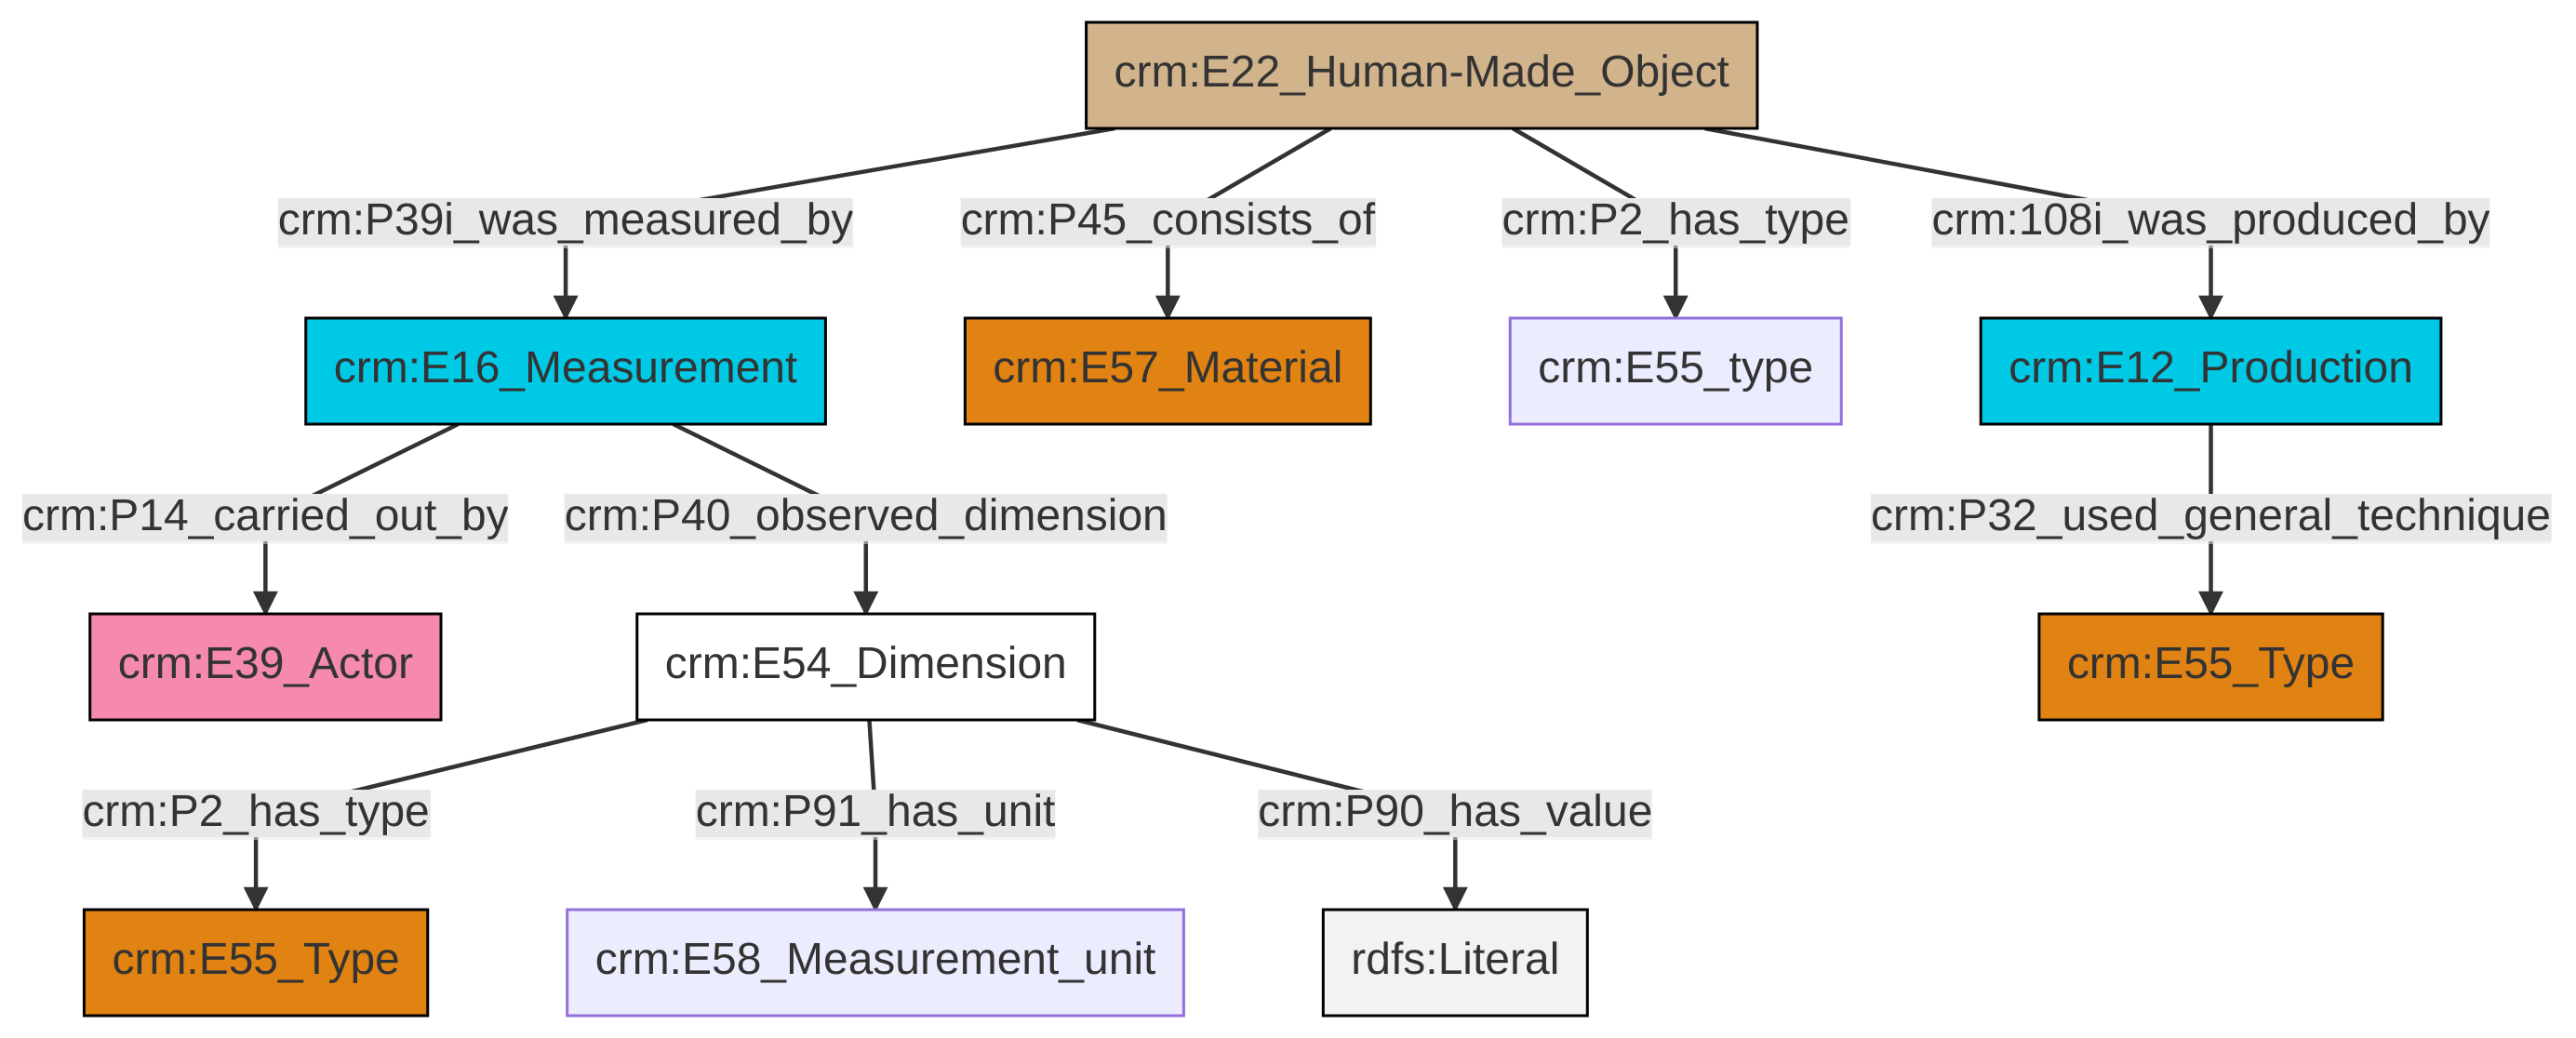 crm:E22_Human-Made_Object
crm:P39i_was_measured_by
crm:P45_consists_of
crm:P2_has_type
crm:108i_was_produced_by
crm:E16_Measurement
crm:E57_Material
crm:E55_type
crm:E12_Production
crm:P14_carried_out_by
crm:P40_observed_dimension
crm:P32_used_general_technique
crm:E39_Actor
crm:E54_Dimension
crm:E55_Type
crm:P2_has_type
crm:P91_has_unit
crm:P90_has_value
crm:E55_Type
crm:E58_Measurement_unit
rdfs:Literal